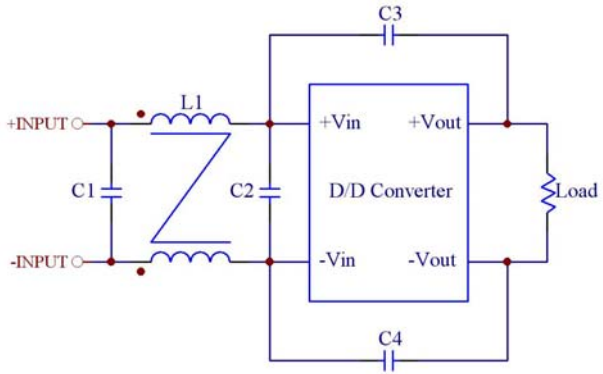 C3
L1
+INPUT
+Vin
+Vout
C1
C2
D/D Converter
Load
-INPUT
-Vin
-Vout
C4